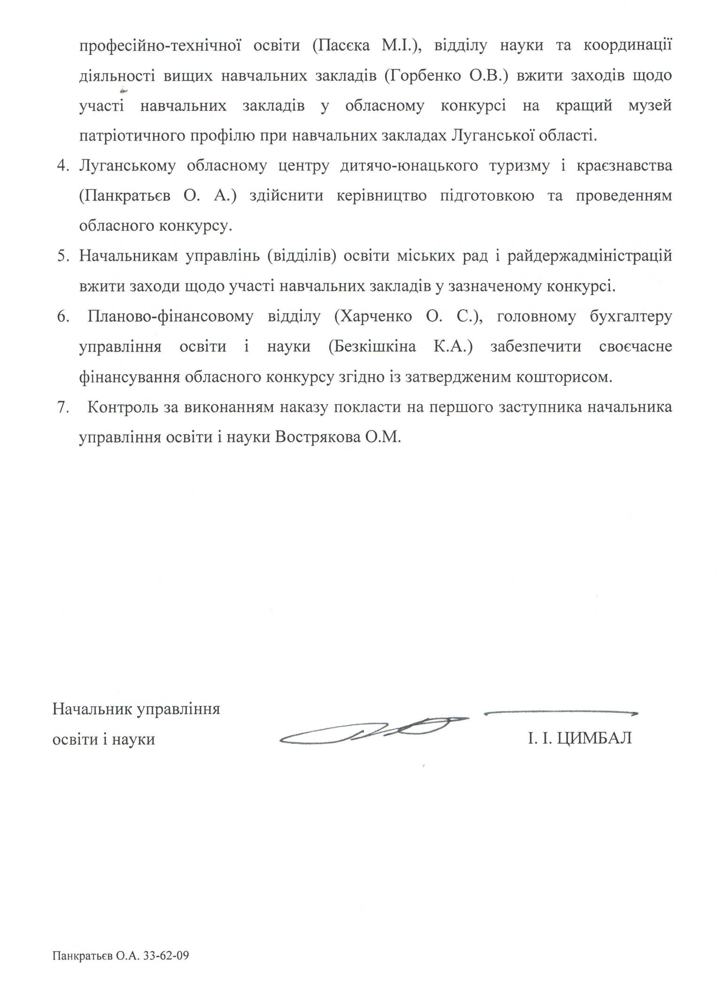 професійно-технічної освіти (Пасєка М.І.), відділу науки та координації
діяльності вищих навчальних закладів (Горбенко О.В.) вжити заходів щодо
участі навчальних закладів у обласному конкурсі на кращий музей
патріотичного профілю при навчальних закладах Луганської області.
4. Луганському обласному центру дитячо-юнацького туризму і краєзнавства
(Панкратьєв О. А.) здійснити керівництво підготовкою та проведенням
обласного конкурсу.
5. Начальникам управлінь (відділів) освіти міських рад і райдержадміністрацій
вжити заходи щодо участі навчальних закладів у зазначеному конкурсі.
6. Планово-фінансовому відділу (Харченко О. С.), головному бухгалтеру
управління освіти і науки (Безкішкіна К.А.) забезпечити своєчасне
фінансування обласного конкурсу згідно із затвердженим кошторисом.
7. Контроль за виконанням наказу покласти на першого заступника начальника
управління освіти і науки Вострякова О.М.
Начальник управління
освіти і науки І. І. ЦИМБАЛ
Панкратьєв О.А. 33-62-09